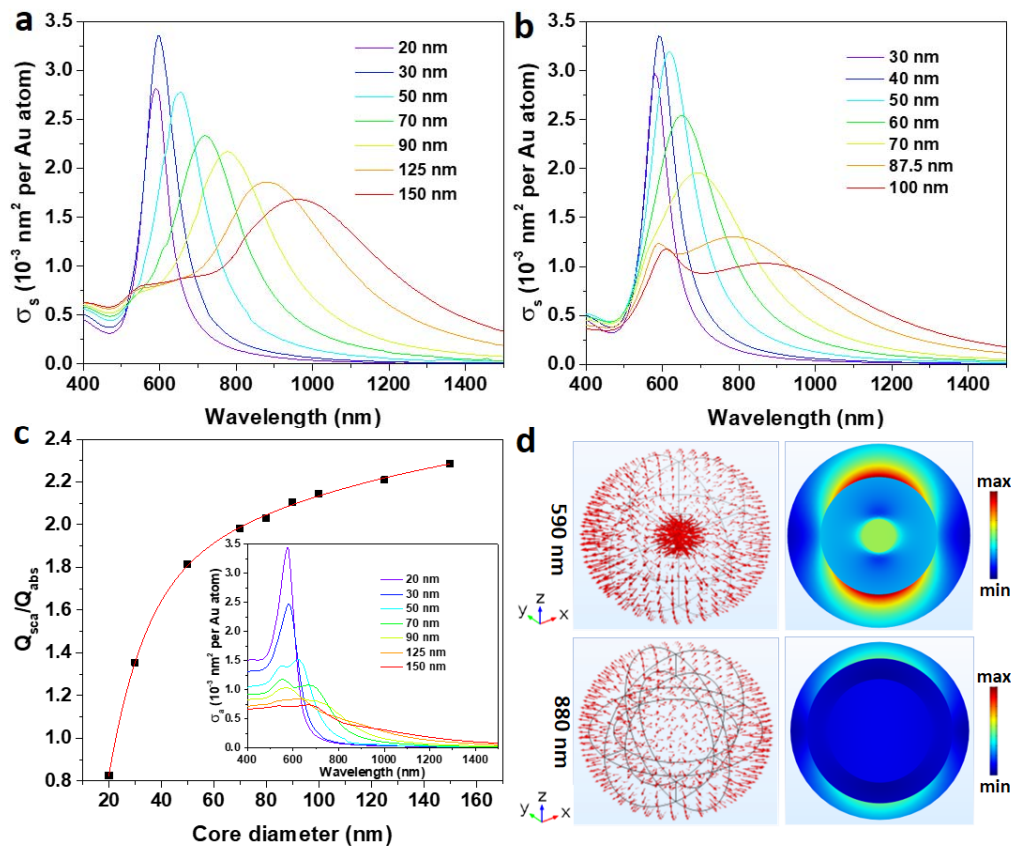 a
3.5
3.0
2.5
2.0
1.5
1.0
0.5
0.0
σs (10-3 nm2 per Au atom)
20 nm
30 nm
50 nm
70 nm
90 nm
125 nm
150 nm
400 600 800 1000 1200 1400
Wavelength (nm)
b
3.5
3.0
2.5
2.0
1.5
1.0
0.5
0.0
σs (10-3 nm2 per Au atom)
30 nm
40 nm
50 nm
60 nm
70 nm
87.5 nm
100 nm
400 600 800 1000 1200 1400
Wavelength (nm)
c
2.4
2.2
2.0
1.8
1.6
1.4
1.2
1.0
0.8
Qsca/Qabs
3.5
3.0
2.5
2.0
1.5
1.0
0.5
0.0
σa (10-3 nm2 per Au atom)
20 nm
30 nm
50 nm
70 nm
90 nm
125 nm
150 nm
400 600 800 1000 1200 1400
Wavelength (nm)
20 40 60 80 100 120 140 160
Core diameter (nm)
d
590 nm
y z x
max
min
880 nm
y z x
max
min